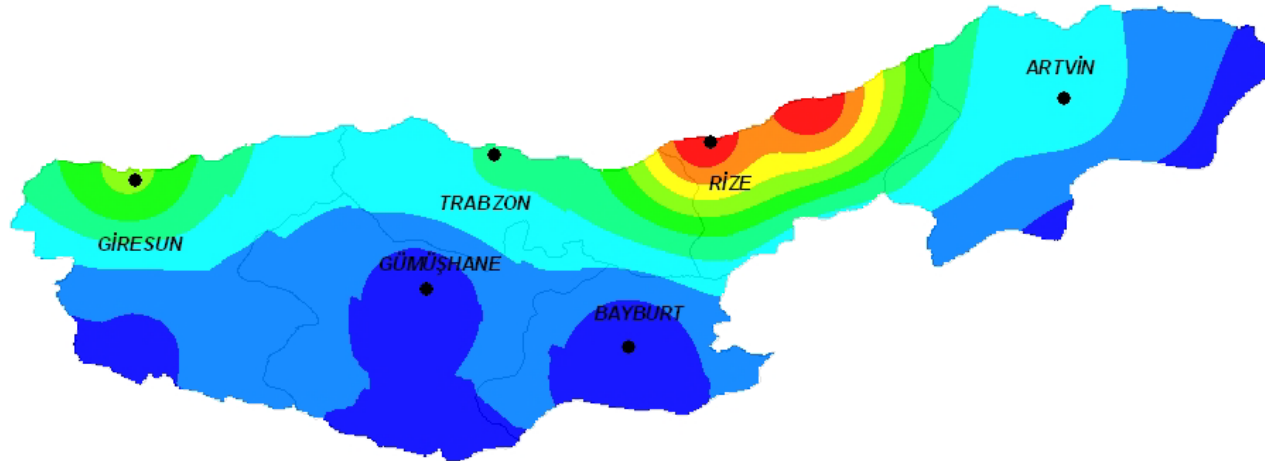 ARTVİN
RİZE
TRABZON
GİRESUN
GÜMÜŞHANE
BAYBURT